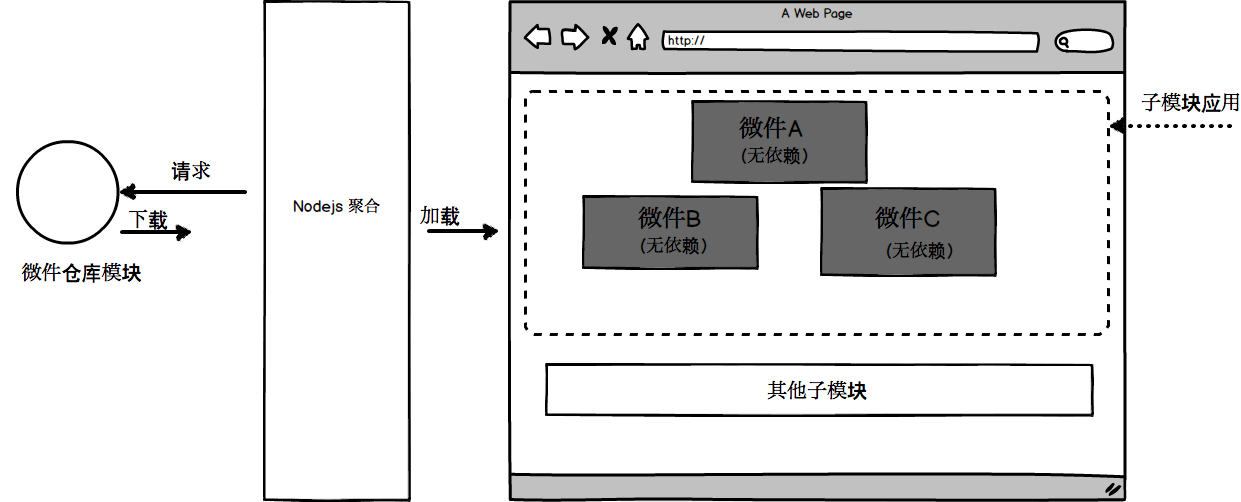 A Web Page
http://
子模块应用
微件A
(无依赖)
请求
Nodejs 聚合
下载
加载
微件B
(无依赖)
微件C
(无依赖)
微件仓库模块
其他子模块